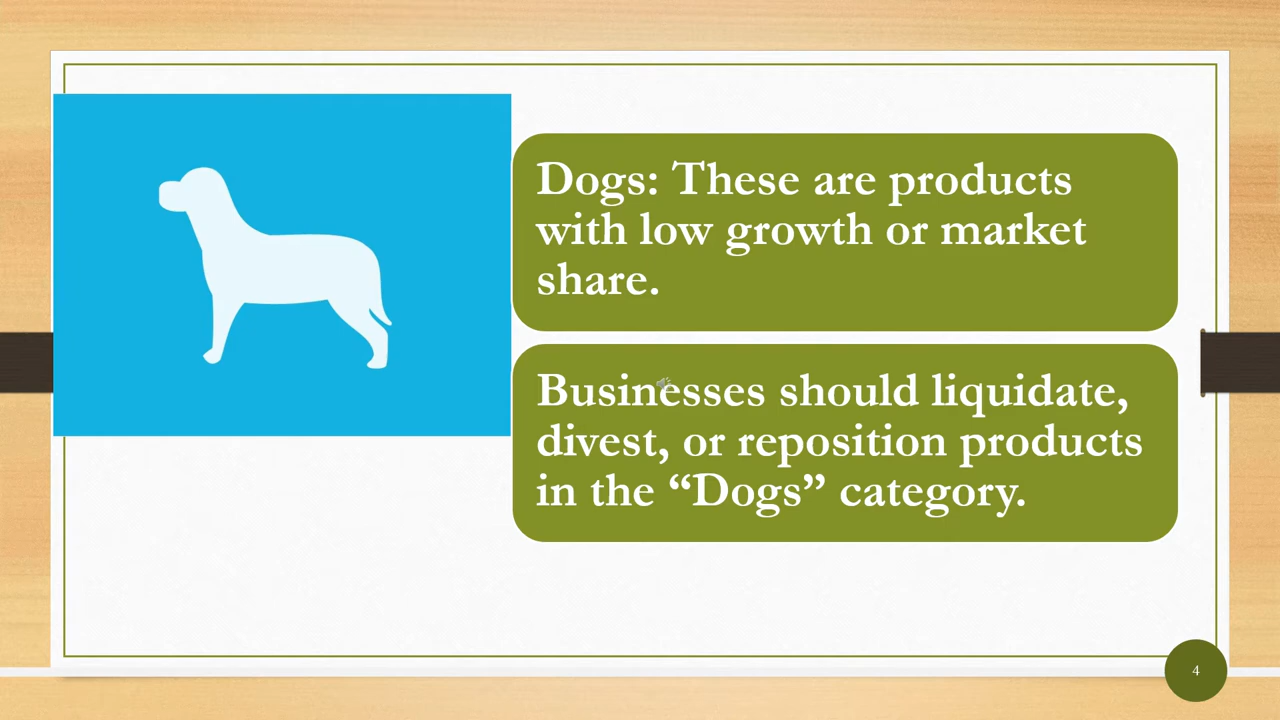 Dogs: These are products
with low growth or market
share.
Businesses should liquidate,
divest, or reposition products
in the “Dogs” category.
4